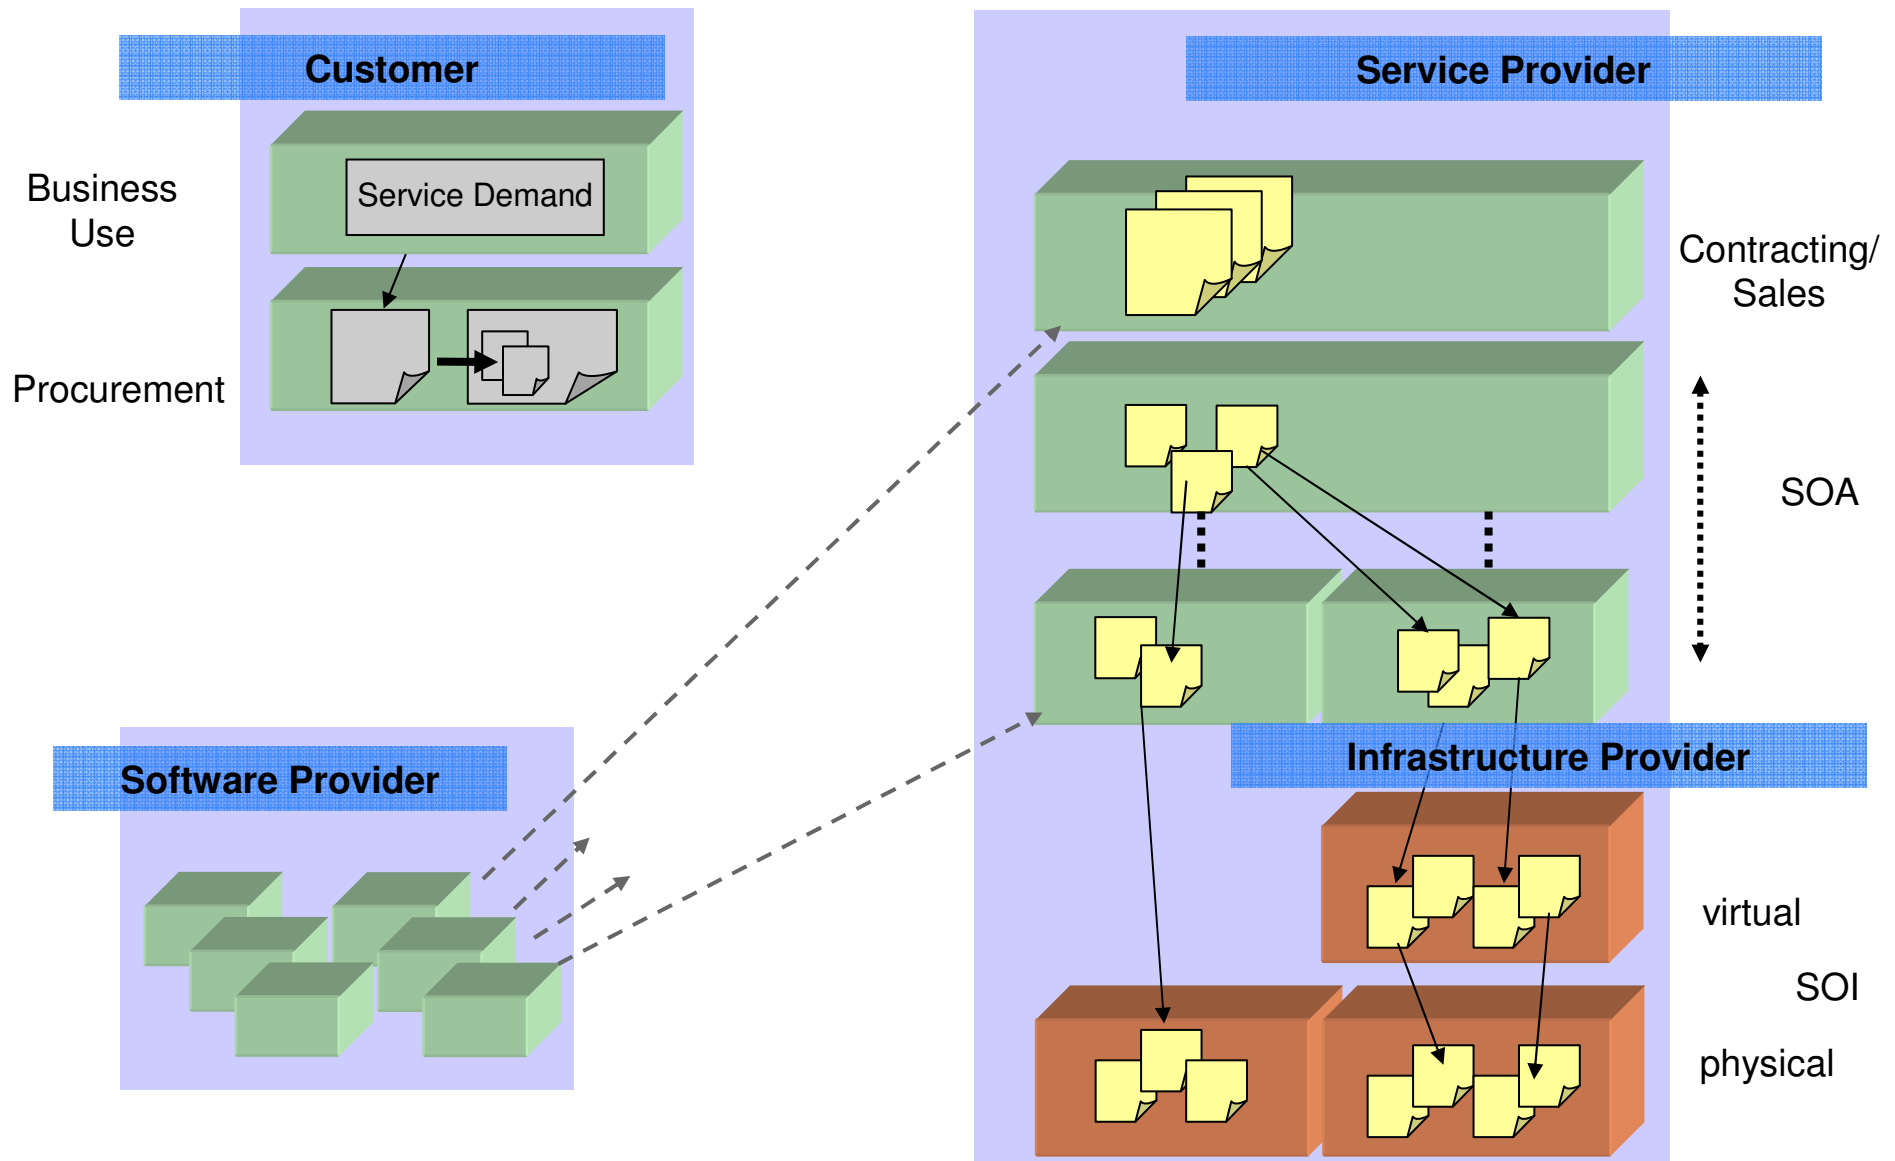 Customer
Service Provider
Business
Use
Service Demand
Contracting/
Sales
Procurement
SOA
Software Provider
Infrastructure Provider
virtual
SOI
physical